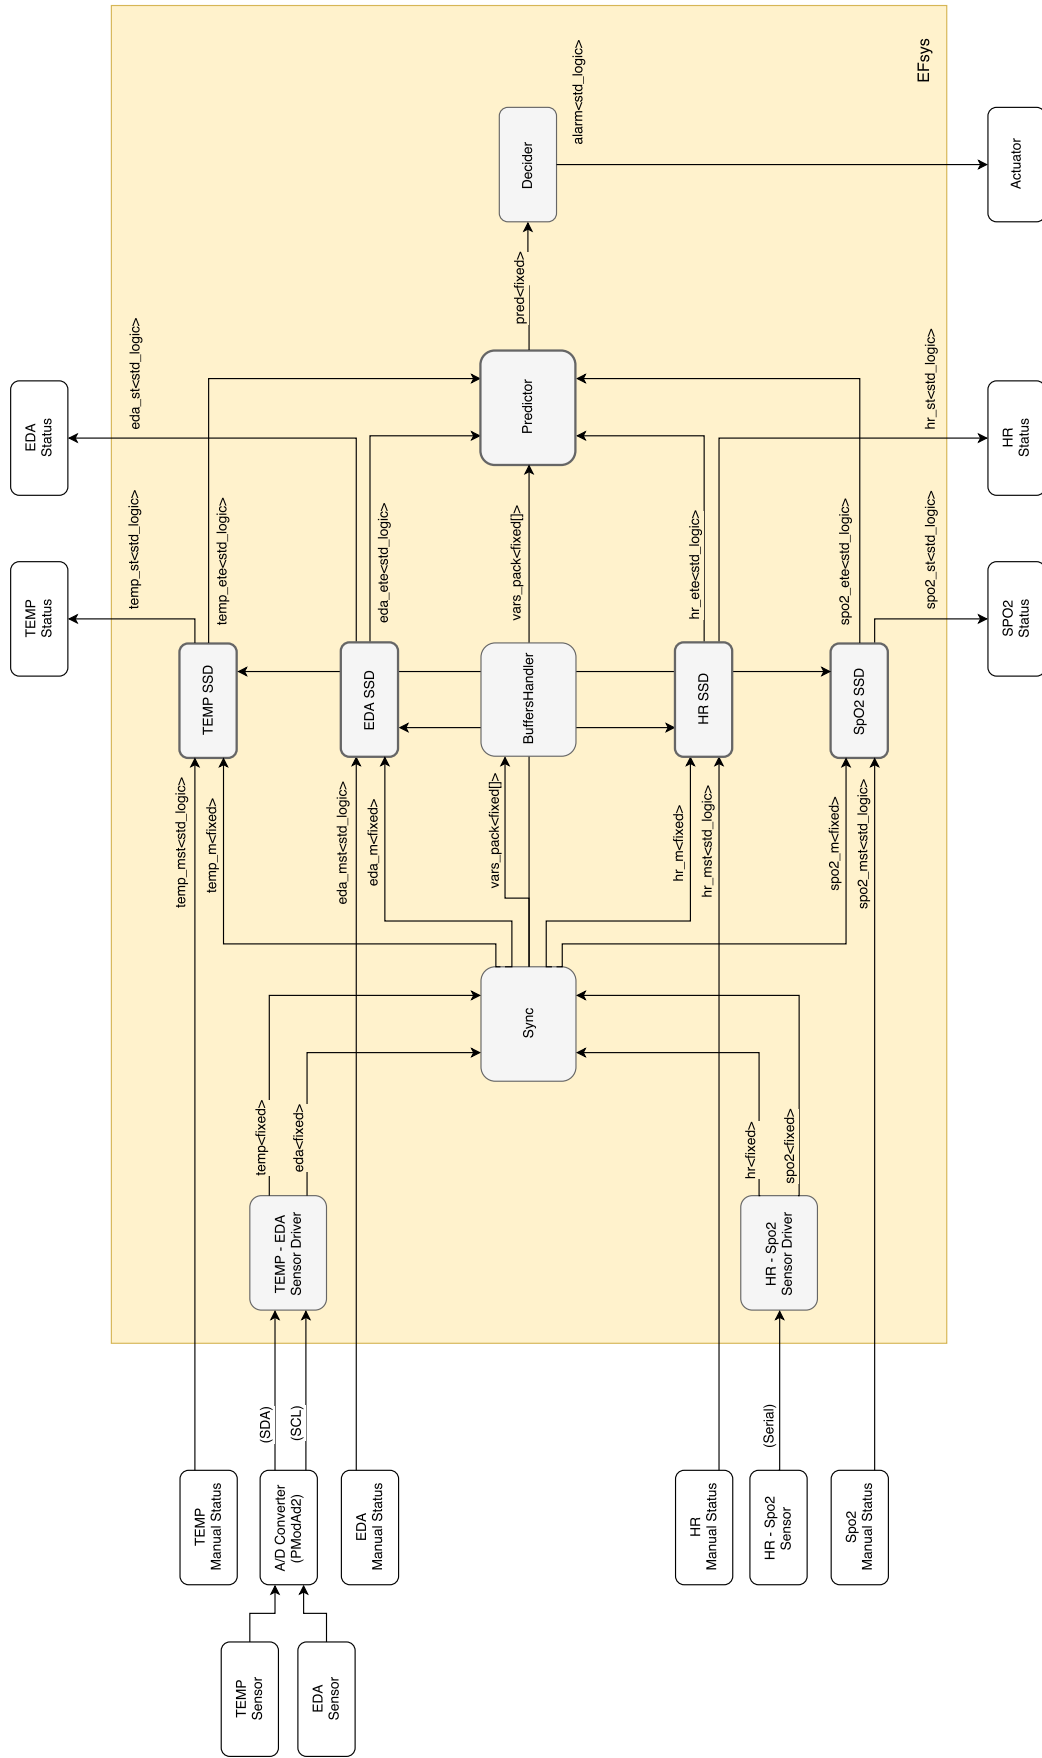 TEMP
Sensor
EDA
Sensor
TEMP
Manual Status
A/D Converter
(PModAd2)
EDA
Manual Status
HR
Manual Status
HR - Spo2
Sensor
Spo2
Manual Status
(SDA)
(SCL)
(Serial)
TEMP - EDA
Sensor Driver
HR - Spo2
Sensor Driver
temp<fixed>
eda<fixed>
hr<fixed>
spo2<fixed>
Sync
temp_mst<std_logic>
temp_m<fixed>
eda_mst<std_logic>
eda_m<fixed>
vars_pack<fixed[]>
hr_m<fixed>
hr_mst<std_logic>
spo2_m<fixed>
spo2_mst<std_logic>
TEMP SSD
EDA SSD
BuffersHandler
HR SSD
SpO2 SSD
TEMP
Status
temp_st<std_logic>
temp_ete<std_logic>
eda_ete<std_logic>
vars_pack<fixed[]>
hr_ete<std_logic>
spo2_ete<std_logic>
spo2_st<std_logic>
SPO2
Status
EDA
Status
eda_st<std_logic>
Predictor
hr_st<std_logic>
HR
Status
pred<fixed>
Decider
alarm<std_logic>
Actuator
EFsys